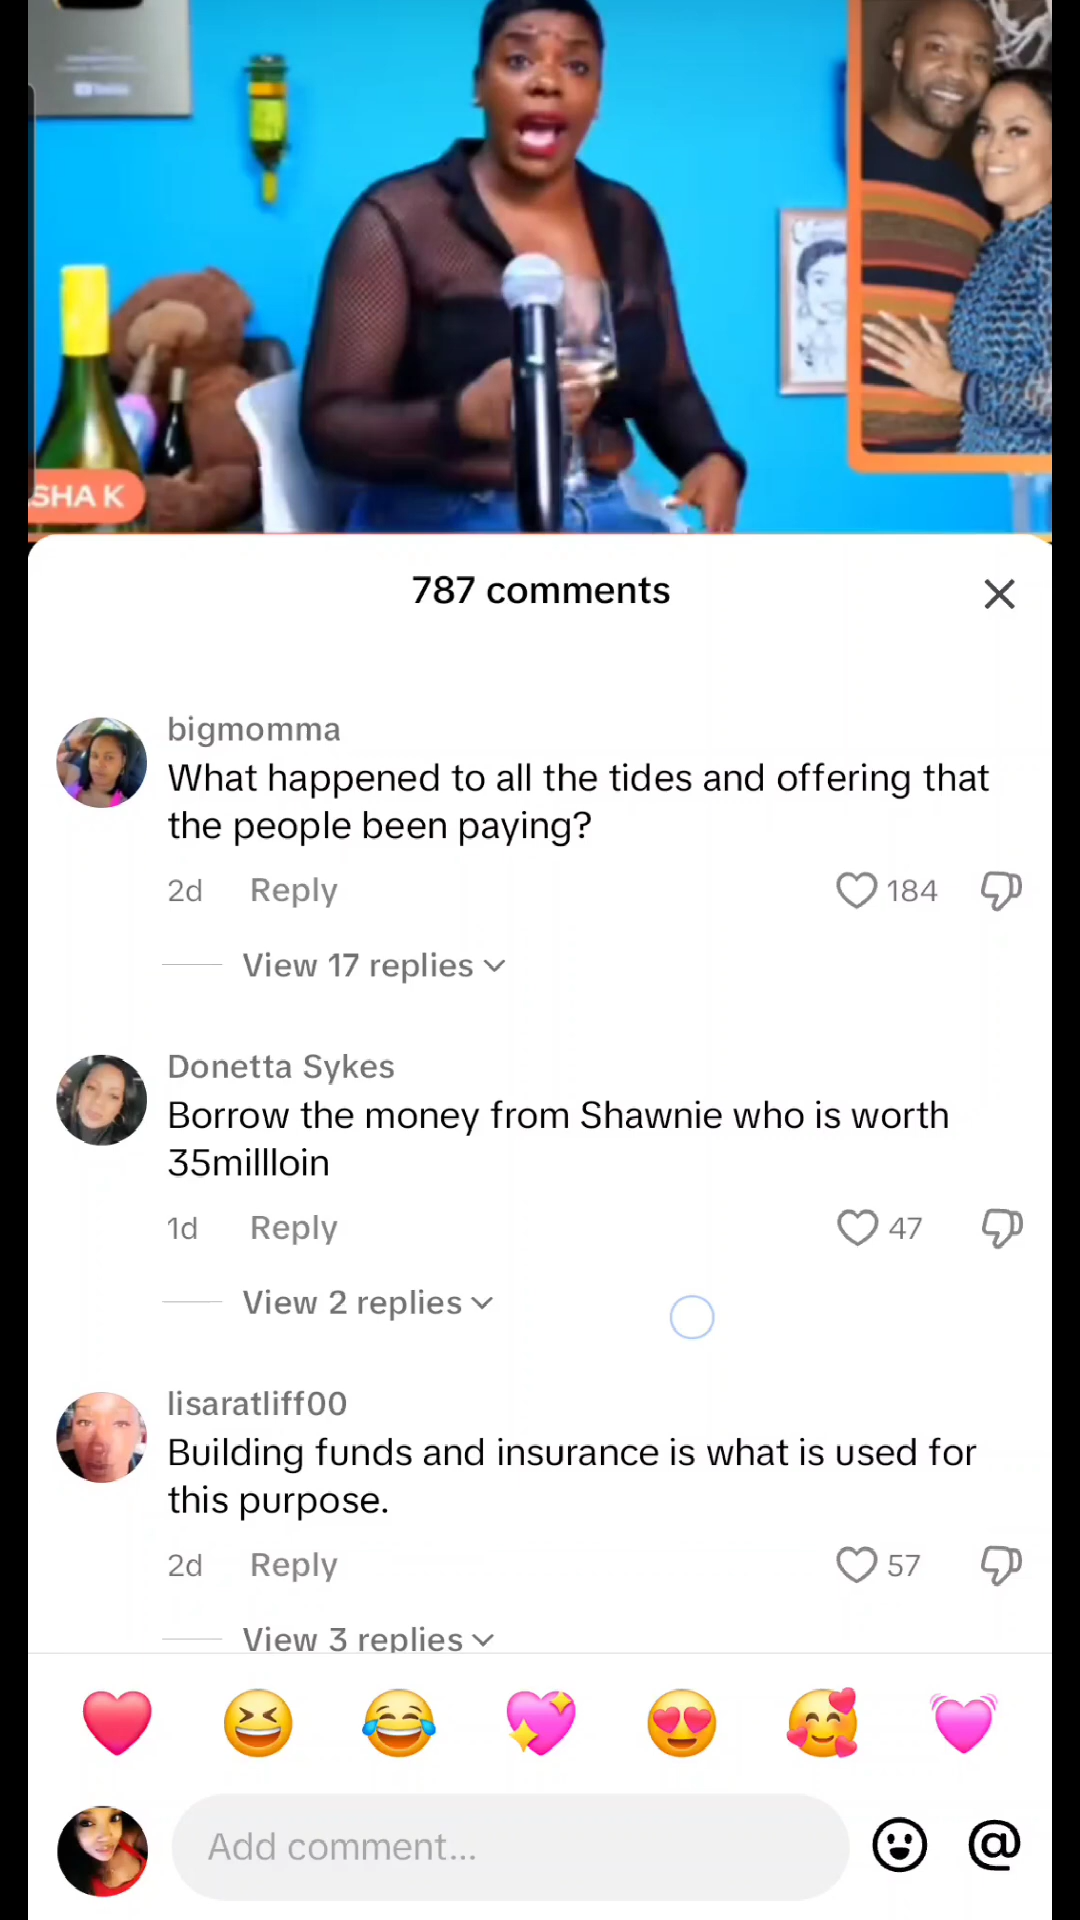 SHA K
787 comments
bigmomma
What happened to all the tides and offering that
the people been paying?
2d Reply 184
View 17 replies
Donetta Sykes
Borrow the money from Shawnie who is worth
35millloin
1d Reply 47
View 2 replies
lisaratliff00
Building funds and insurance is what is used for
this purpose.
2d Reply 57
View 3 replies
Add comment...
@